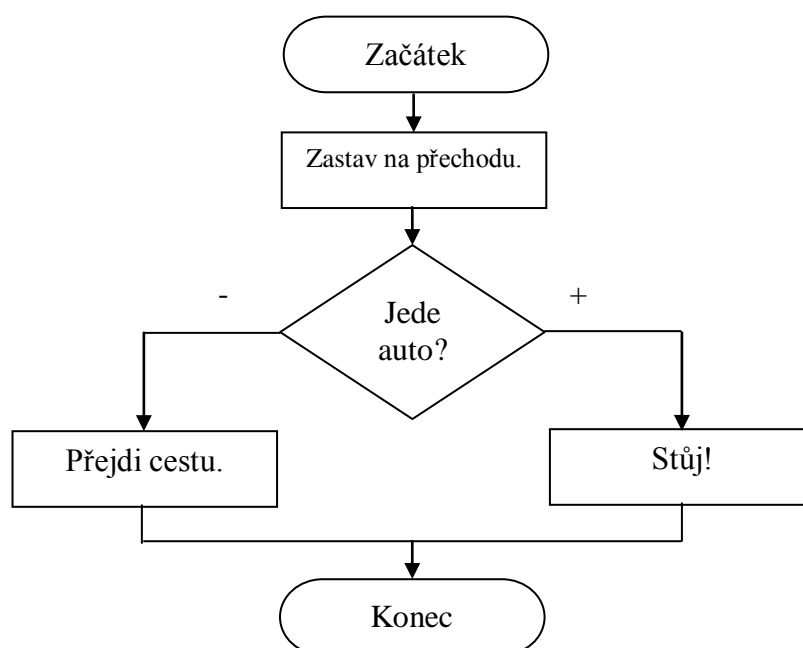 Začátek
Zastav na přechodu.
-
+
Jede
auto?
Přejdi cestu.
Stůj!
Konec